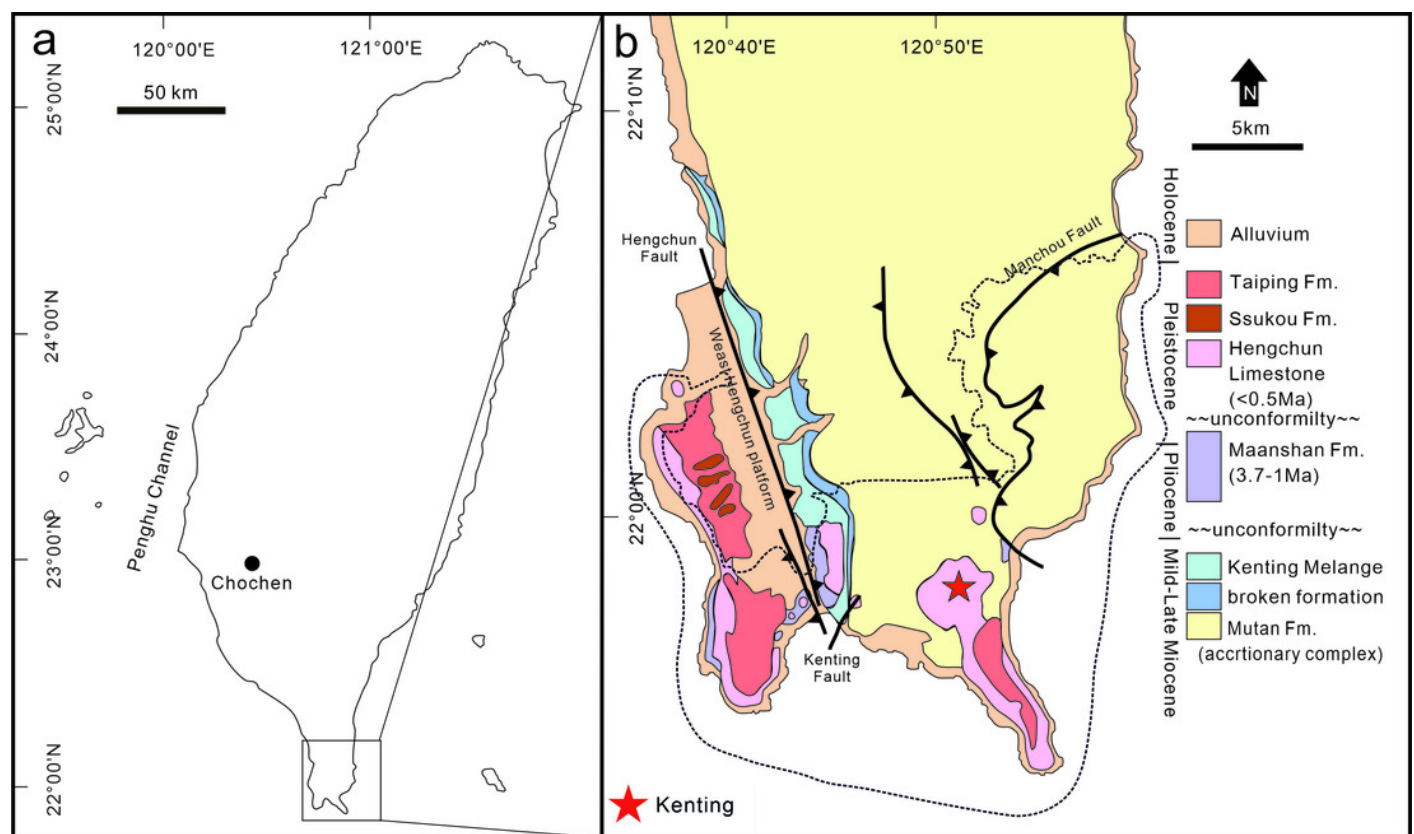 a
120°00'E
121°00'E
50 km
25°00'N
24°00'N
23°00'N
22°00'N
Penghu Channel
Chochen
b
120°40'E
120°50'E
22°10'N
22°00'N
N
5km
Hengchun
Fault
Weast Hengchun platform
Manchou Fault
Kenting
Fault
Kenting
Holocene
Pleistocene
Pliocene
Mild-Late Miocene
Alluvium
Taiping Fm.
Ssukou Fm.
Hengchun
Limestone
(<0.5Ma)
~~unconformilty~~
Maanshan Fm.
(3.7-1Ma)
~~unconformilty~~
Kenting Melange
broken formation
Mutan Fm.
(accrtionary complex)